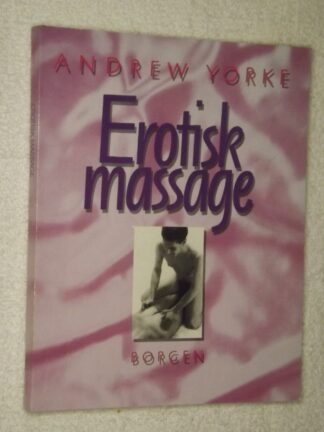 ANDREW YORKE
Erotisk
massage
BORGEN